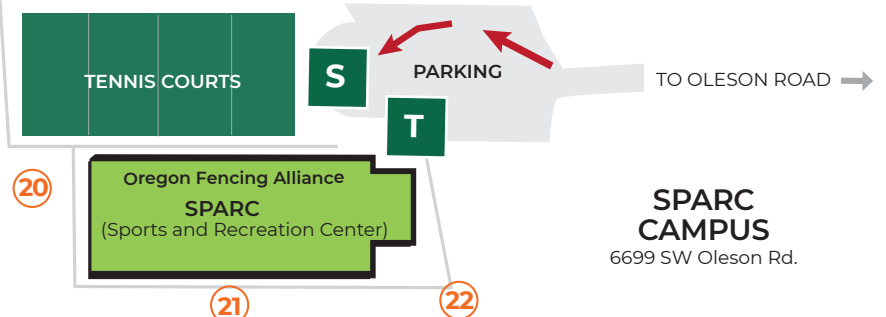 TENNIS COURTS
S
PARKING
TO OLESON ROAD
T
20
Oregon Fencing Alliance
SPARC
(Sports and Recreation Center)
SPARC
CAMPUS
6699 SW Oleson Rd.
21
22